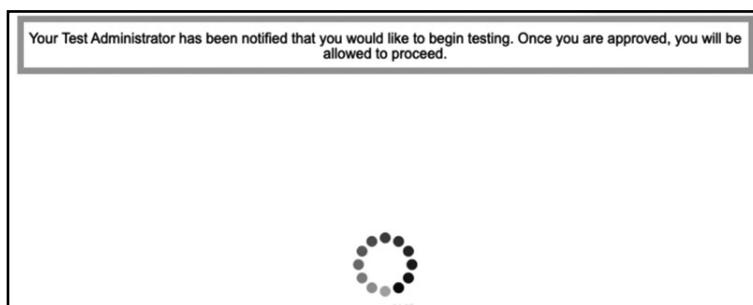 Your Test Administrator has been notified that you would like to begin testing. Once you are approved, you will be
allowed to proceed.